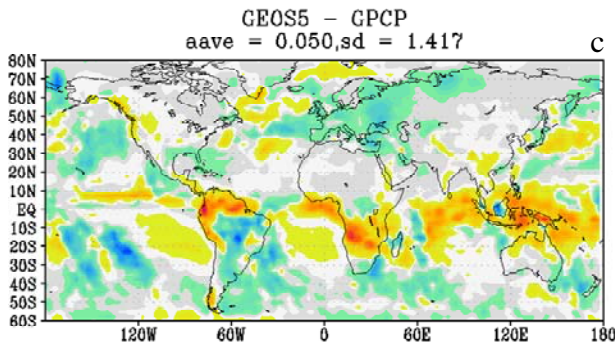 GEOS5 – GPCP
aave = 0.050,sd = 1.417
c
80N
70N
60N
50N
40N
30N
20N
10N
EQ
10S
20S
30S
40S
50S
60S
120W 60W 0 60E 120E 180